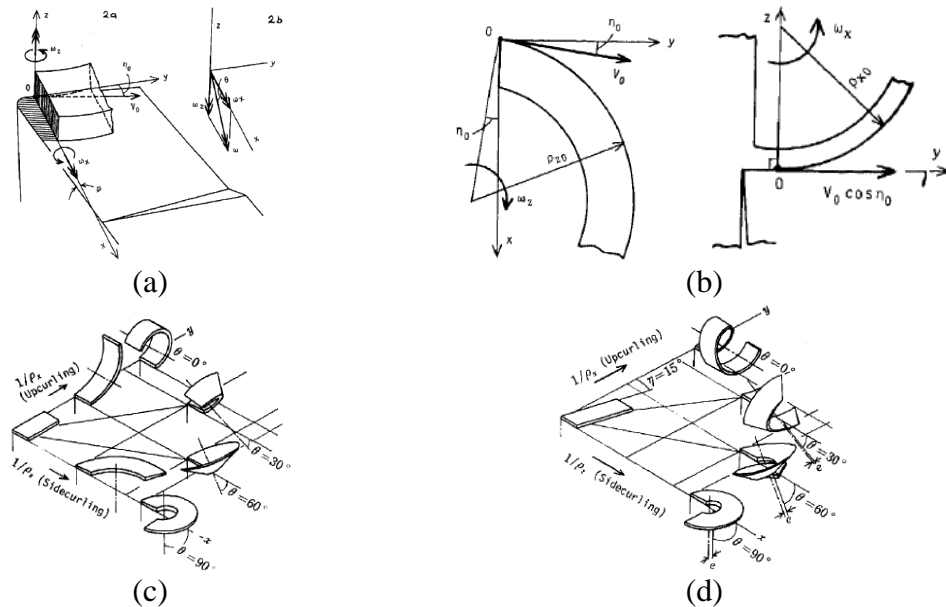 2a
2b
z
z
ω_z
η_0
y
y
0
V_0
θ
ω_z
ω_x
ω
ω_x
ρ
x
x
(a)
0
η_0
y
V_0
η_0
ρ_z0
ω_z
x
z
ω_x
ρ_x0
y
0
V_0 cosη_0
(b)
y
θ=0°
1/ρ_x
(Upcurling)
θ=30°
1/ρ_z (Sidecurling)
θ=60°
-x
θ=90°
(c)
y
θ=0°
1/ρ_x
(Upcurling)
η=15°
θ=30°
e
1/ρ_z (Sidecurling)
θ=60°
e
x
θ=90°
e
(d)